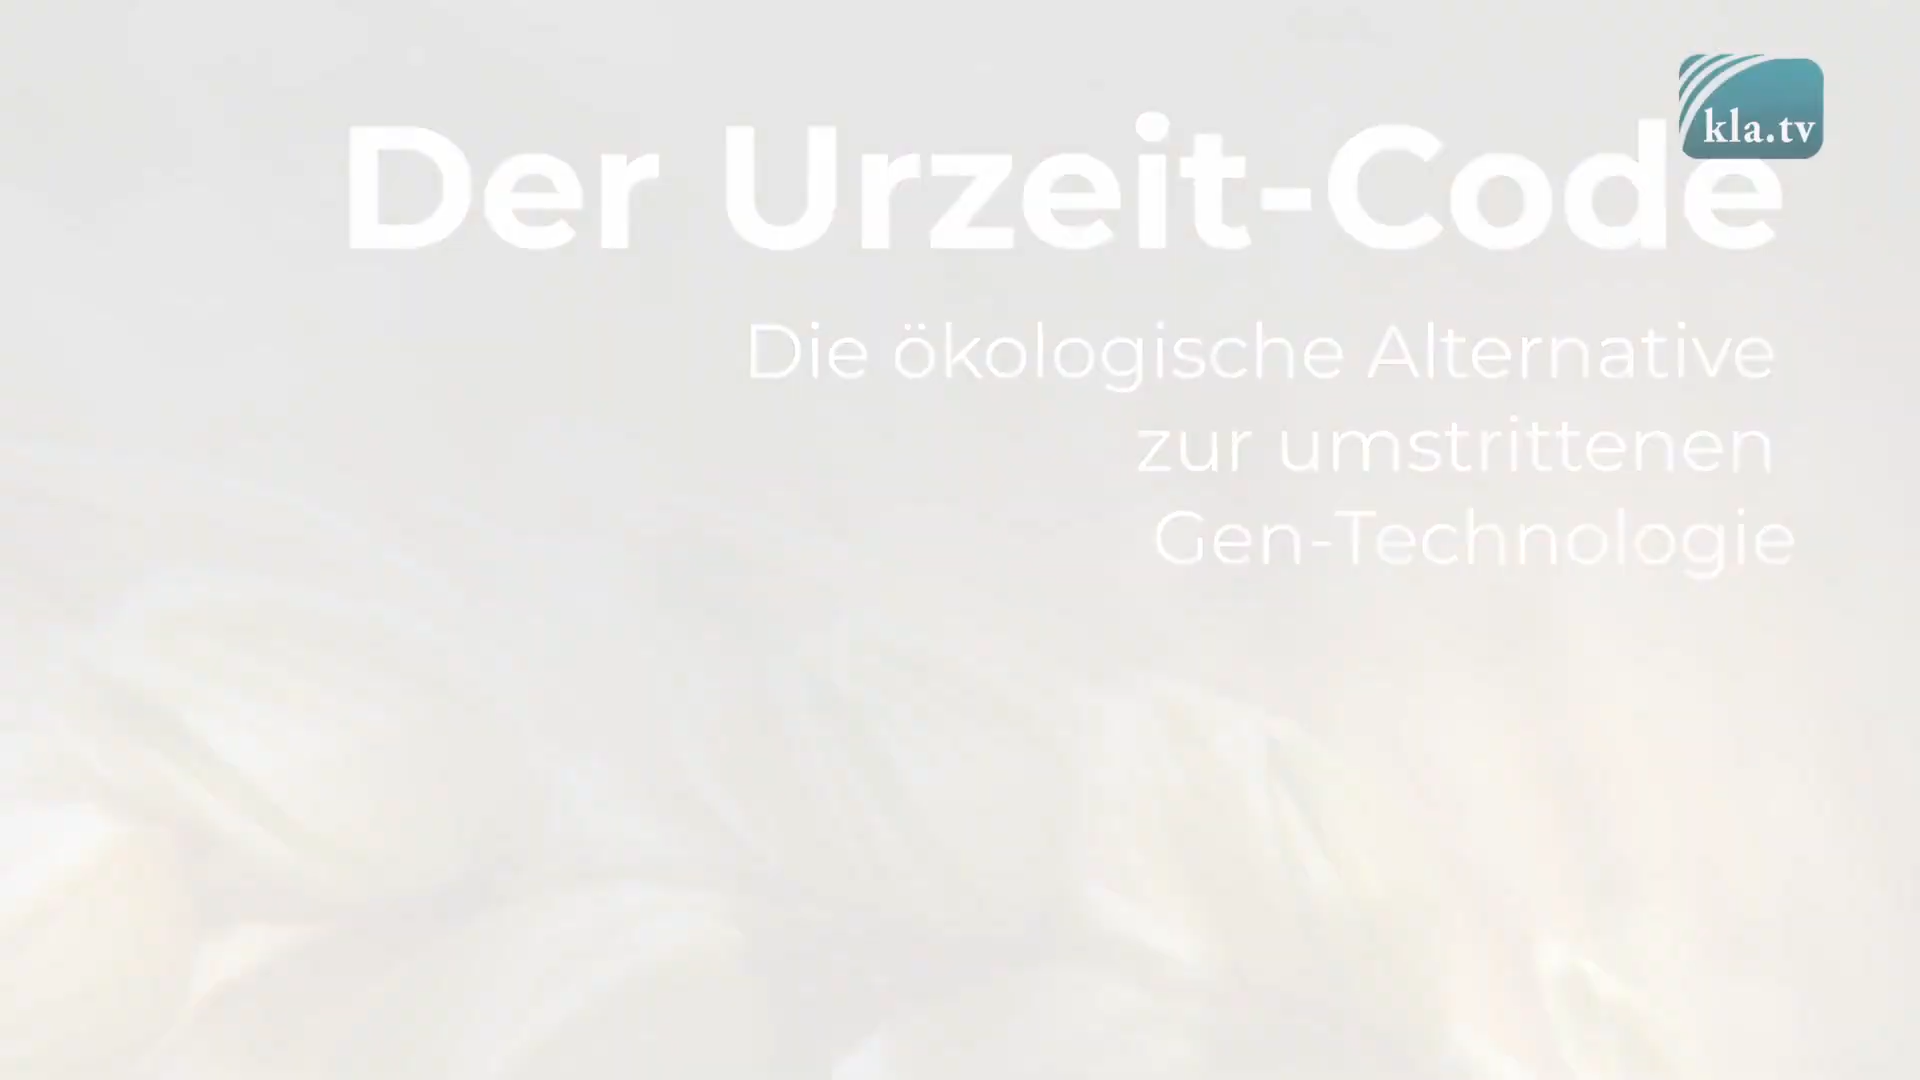 kla.tv
Der Urzeit-Code
Die ökologische Alternative
zur umstrittenen
Gen-Technologie